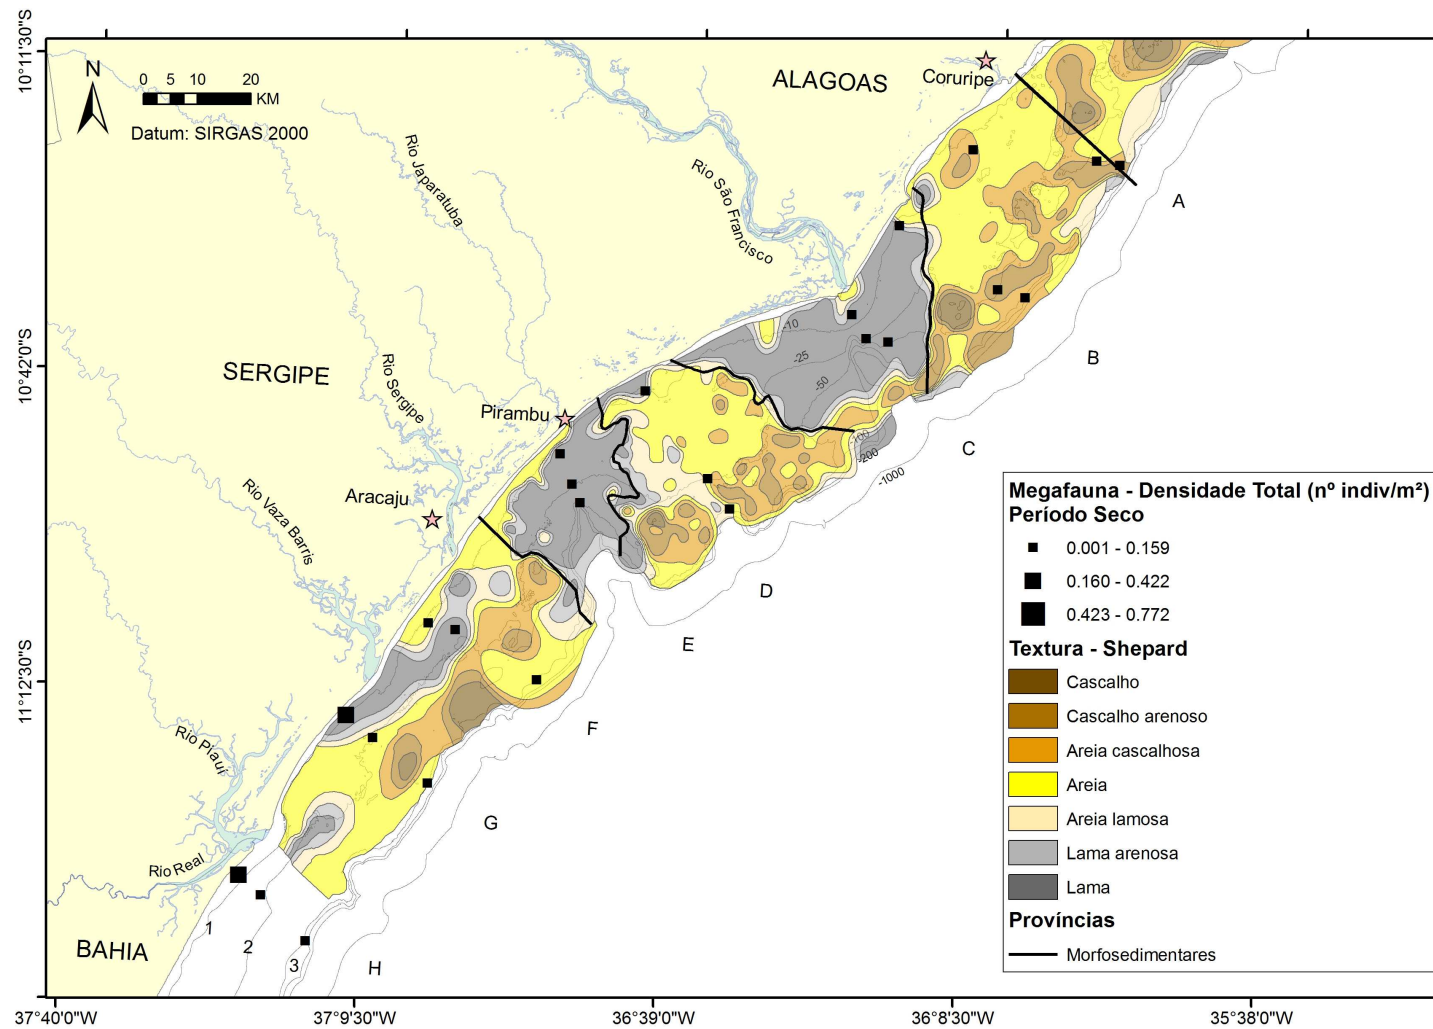 10°11'30"S
10°42'0"S
11°12'30"S
37°40'0"W
37°9'30"W
36°39'0"W
36°8'30"W
35°38'0"W
N
0 5 10 20
KM
Datum: SIRGAS 2000
ALAGOAS
Coruripe
Rio Japaratuba
Rio São Francisco
SERGIPE
Rio Sergipe
Pirambu
Aracaju
Rio Vaza Barris
Rio Piauí
Rio Real
BAHIA
-10
-25
-50
-100
-200
-1000
A
B
C
D
E
F
G
H
1
2
3
Megafauna - Densidade Total (nº indiv/m²)
Período Seco
0.001 - 0.159
0.160 - 0.422
0.423 - 0.772
Textura - Shepard
Cascalho
Cascalho arenoso
Areia cascalhosa
Areia
Areia lamosa
Lama arenosa
Lama
Províncias
Morfosedimentares